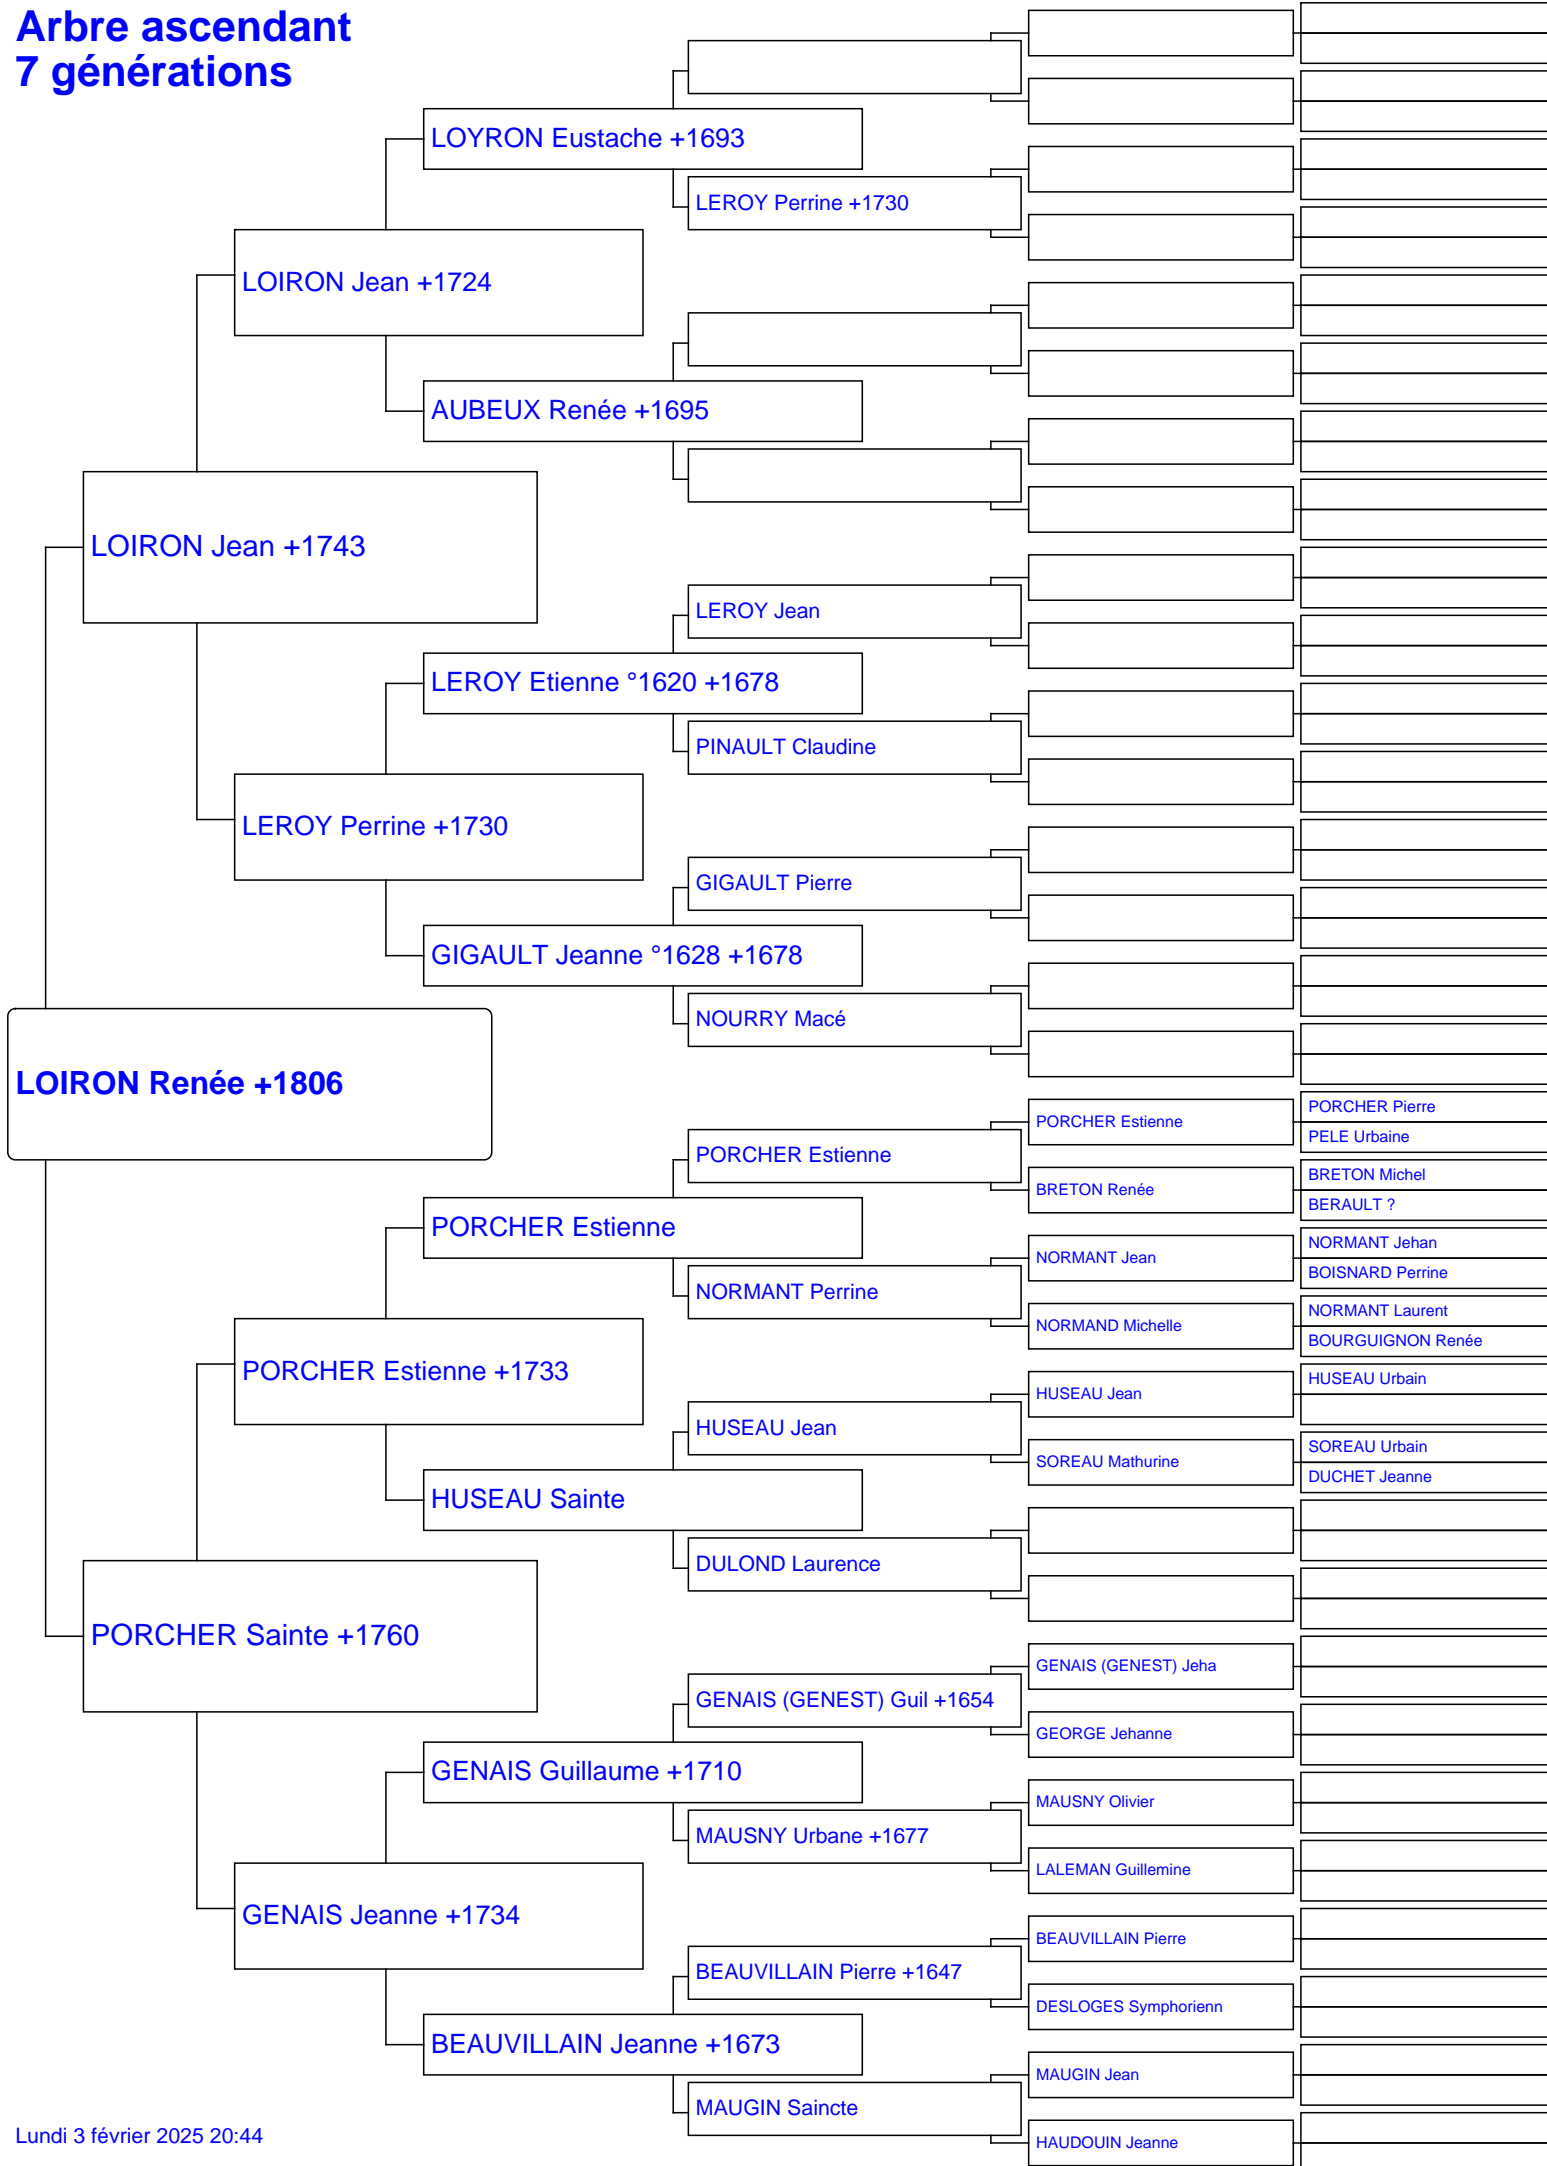 Arbre ascendant
7 générations
LOYRON Eustache +1693
LEROY Perrine +1730
LOIRON Jean +1724
AUBEUX Renée +1695
LOIRON Jean +1743
LEROY Jean
LEROY Etienne °1620 +1678
PINAULT Claudine
LEROY Perrine +1730
GIGAULT Pierre
GIGAULT Jeanne °1628 +1678
NOURRY Macé
LOIRON Renée +1806
PORCHER Pierre
PORCHER Estienne
PELE Urbaine
PORCHER Estienne
BRETON Michel
BRETON Renée
BERAULT ?
PORCHER Estienne
NORMANT Jehan
NORMANT Jean
BOISNARD Perrine
NORMANT Perrine
NORMANT Laurent
NORMAND Michelle
BOURGUIGNON Renée
PORCHER Estienne +1733
HUSEAU Urbain
HUSEAU Jean
HUSEAU Jean
SOREAU Urbain
SOREAU Mathurine
DUCHET Jeanne
HUSEAU Sainte
DULOND Laurence
PORCHER Sainte +1760
GENAIS (GENEST) Jeha
GENAIS (GENEST) Guil +1654
GEORGE Jehanne
GENAIS Guillaume +1710
MAUSNY Olivier
MAUSNY Urbane +1677
LALEMAN Guillemine
GENAIS Jeanne +1734
BEAUVILLAIN Pierre
BEAUVILLAIN Pierre +1647
DESLOGES Symphorienn
BEAUVILLAIN Jeanne +1673
MAUGIN Jean
MAUGIN Saincte
HAUDOUIN Jeanne
Lundi 3 février 2025 20:44